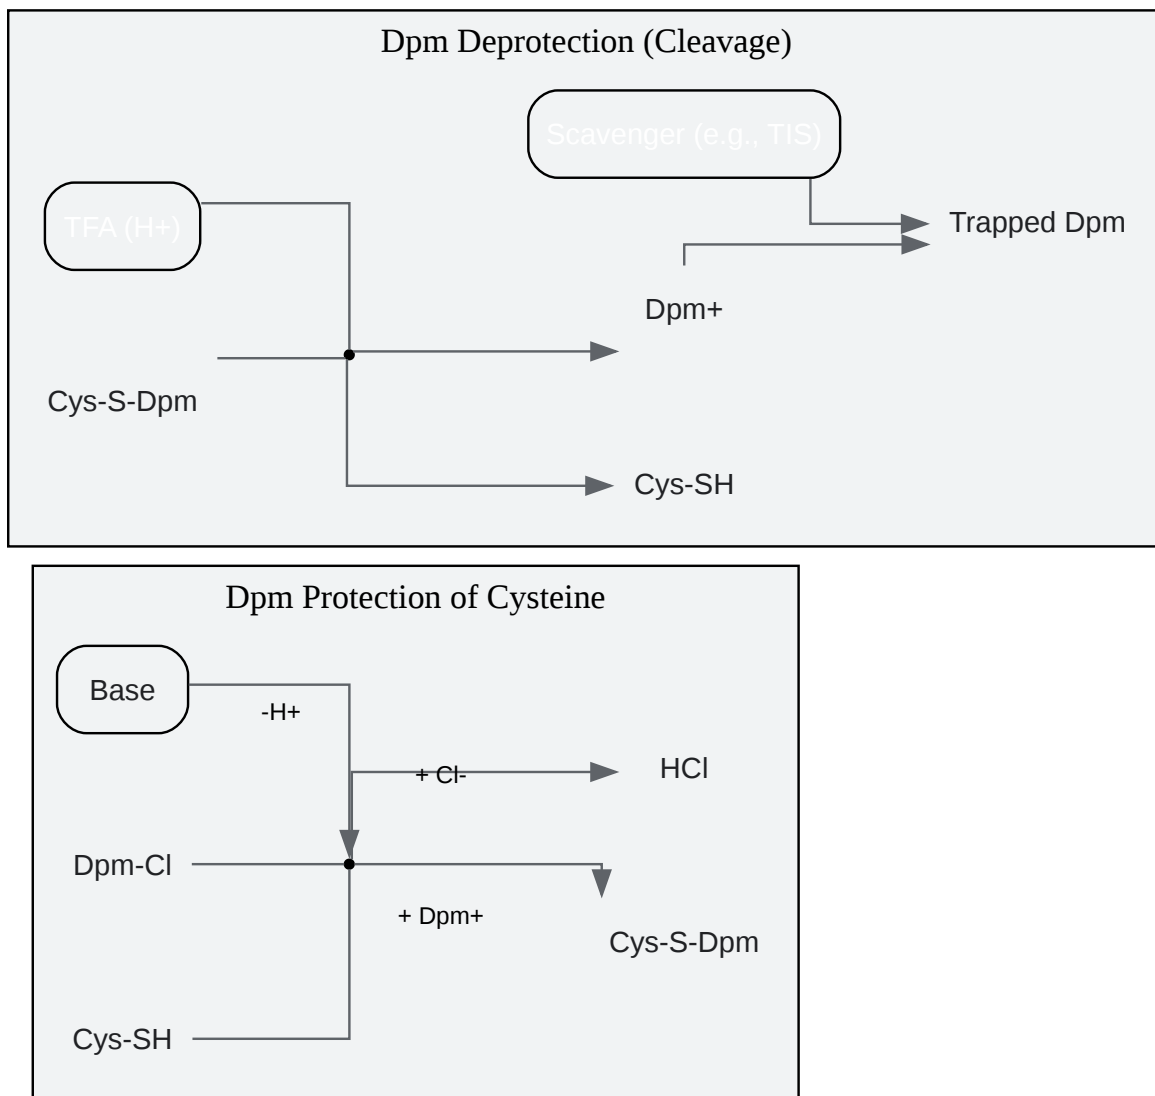 Dpm Deprotection (Cleavage)
Scavenger (e.g., TIS)
TFA (H+)
Trapped Dpm
Dpm+
Cys-S-Dpm
Cys-SH
Dpm Protection of Cysteine
Base
-H+
+ Cl-
HCl
Dpm-Cl
+ Dpm+
Cys-S-Dpm
Cys-SH